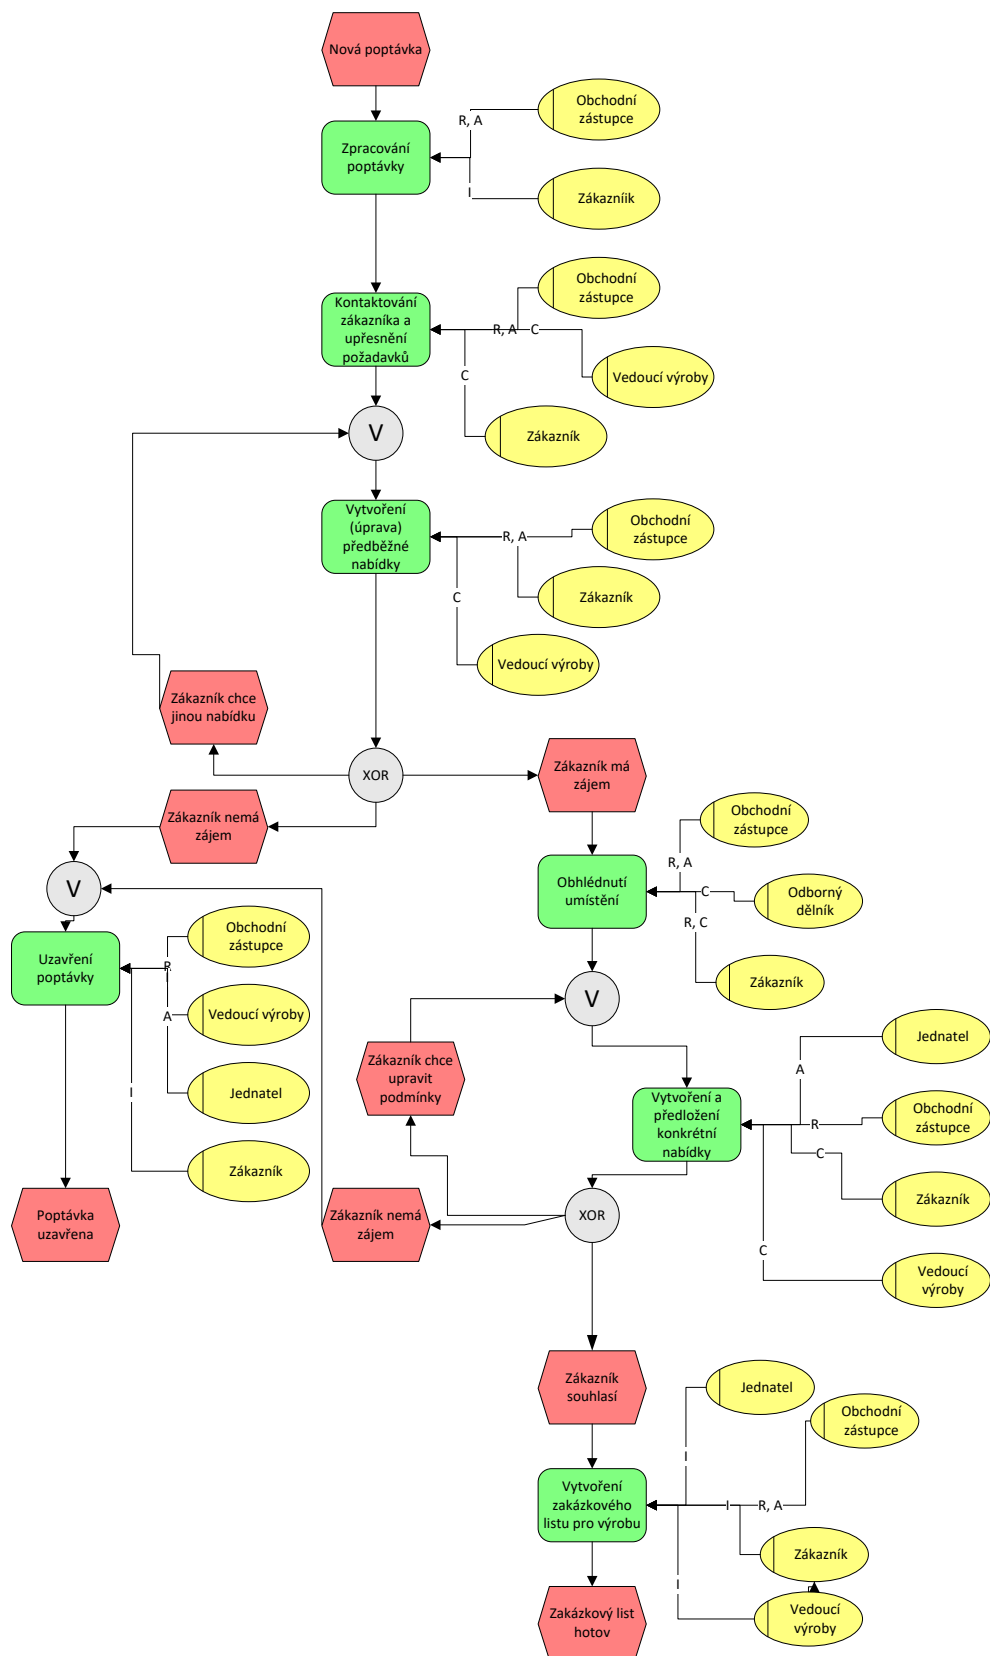 Nová poptávka
Obchodní
zástupce
R, A
Zpracování
poptávky
I
Zákazníik
Obchodní
zástupce
Kontaktování
zákazníka a
upřesnění
požadavků
R, A
C
C
Vedoucí výroby
Zákazník
V
Vytvoření
(úprava)
předběžné
nabídky
Obchodní
zástupce
R, A
C
Zákazník
Vedoucí výroby
Zákazník chce
jinou nabídku
XOR
Zákazník má
zájem
Zákazník nemá
zájem
Obchodní
zástupce
R, A
V
Obhlédnutí
umístění
C
Odborný
dělník
R, C
Zákazník
Obchodní
zástupce
Uzavření
poptávky
R
I
A
Vedoucí výroby
V
Jednatel
I
Zákazník
Zákazník chce
upravit
podmínky
Jednatel
A
Vytvoření a
předložení
konkrétní
nabídky
R
Obchodní
zástupce
C
Zákazník
C
Vedoucí
výroby
Poptávka
uzavřena
Zákazník nemá
zájem
XOR
Zákazník
souhlasí
Jednatel
Obchodní
zástupce
I
Vytvoření
zakázkového
listu pro výrobu
I
R, A
Zákazník
I
Vedoucí
výroby
Zakázkový list
hotov